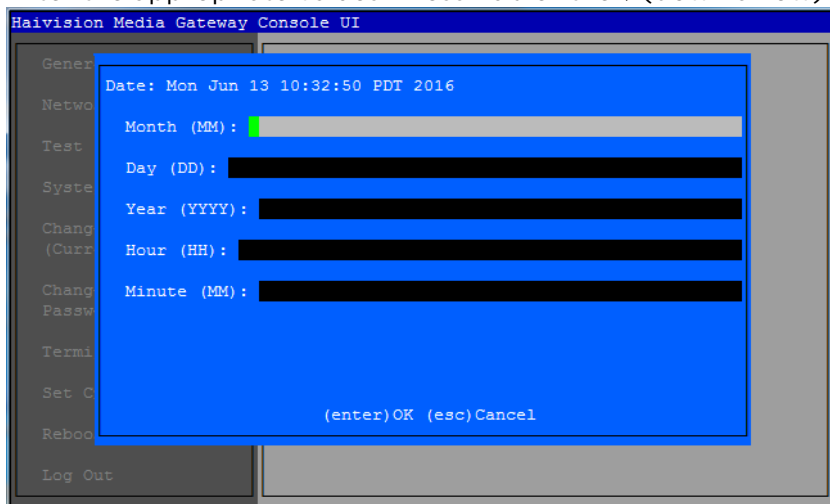 Haivision Media Gateway Console UI
Gener
Date: Mon Jun 13 10:32:50 PDT 2016
Netwo
Month (MM):
Test
Day (DD):
Syste
Year (YYYY):
Chang
(Curr
Hour (HH):
Chang
Minute (MM):
Passw
Termi
Set C
(enter)OK (esc)Cancel
Reboo
Log Out